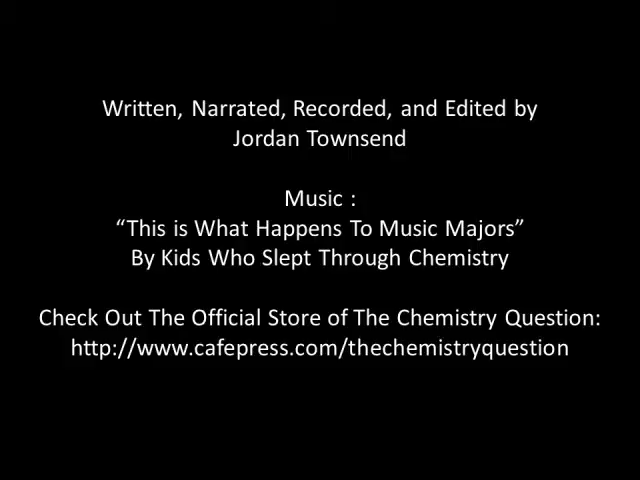 Written, Narrated, Recorded, and Edited by
Jordan Townsend
Music :
“This is What Happens To Music Majors”
By Kids Who Slept Through Chemistry
Check Out The Official Store of The Chemistry Question:
http://www.cafepress.com/thechemistryquestion